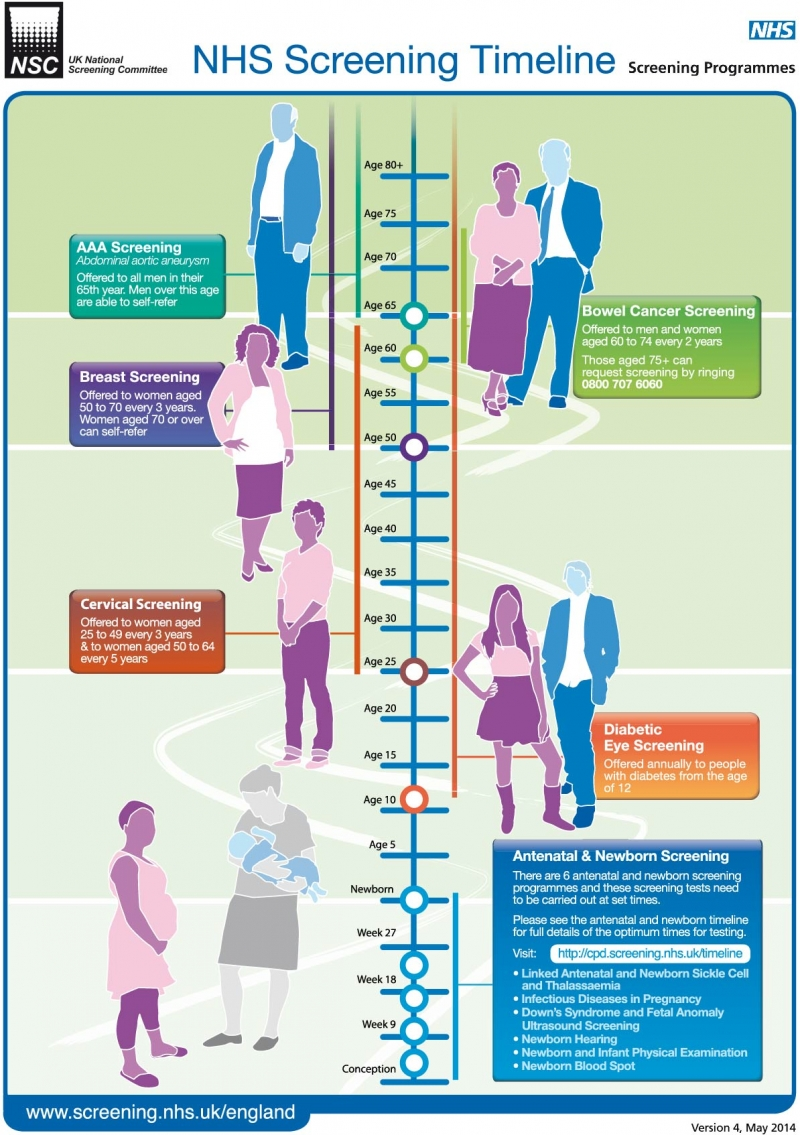 NSC
UK National
Screening Committee
NHS Screening Timeline
NHS
Screening Programmes
Age 80+
Age 75
Age 70
Age 65
Age 60
Age 55
Age 50
Age 45
Age 40
Age 35
Age 30
Age 25
Age 20
Age 15
Age 10
Age 5
Newborn
Week 27
Week 18
Week 9
Conception
AAA Screening
Abdominal aortic aneurysm
Offered to all men in their
65th year. Men over this age
are able to self-refer
Bowel Cancer Screening
Offered to men and women
aged 60 to 74 every 2 years
Those aged 75+ can
request screening by ringing
0800 707 6060
Breast Screening
Offered to women aged
50 to 70 every 3 years.
Women aged 70 or over
can self-refer
Cervical Screening
Offered to women aged
25 to 49 every 3 years
& to women aged 50 to 64
every 5 years
Diabetic
Eye Screening
Offered annually to people
with diabetes from the age
of 12
Antenatal & Newborn Screening
There are 6 antenatal and newborn screening
programmes and these screening tests need
to be carried out at set times.
Please see the antenatal and newborn timeline
for full details of the optimum times for testing.
Visit: http://cpd.screening.nhs.uk/timeline
• Linked Antenatal and Newborn Sickle Cell
and Thalassaemia
• Infectious Diseases in Pregnancy
• Down's Syndrome and Fetal Anomaly
Ultrasound Screening
• Newborn Hearing
• Newborn and Infant Physical Examination
• Newborn Blood Spot
www.screening.nhs.uk/england
Version 4, May 2014